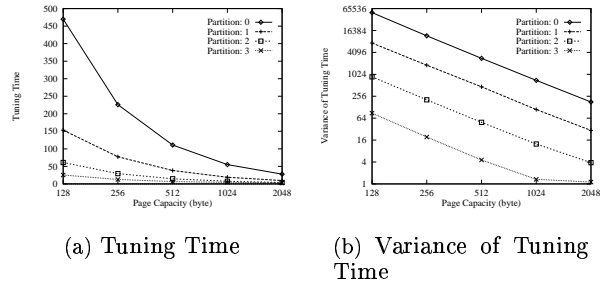 500
450
400
350
300
250
200
150
100
50
0
Tuning Time
Partition: 0
Partition: 1
Partition: 2
Partition: 3
128 256 512 1024 2048
Page Capacity (byte)
(a) Tuning Time
65536
16384
4096
1024
256
64
16
4
1
Variance of Tuning Time
Partition: 0
Partition: 1
Partition: 2
Partition: 3
128 256 512 1024 2048
Page Capacity (byte)
(b) Variance of Tuning
Time